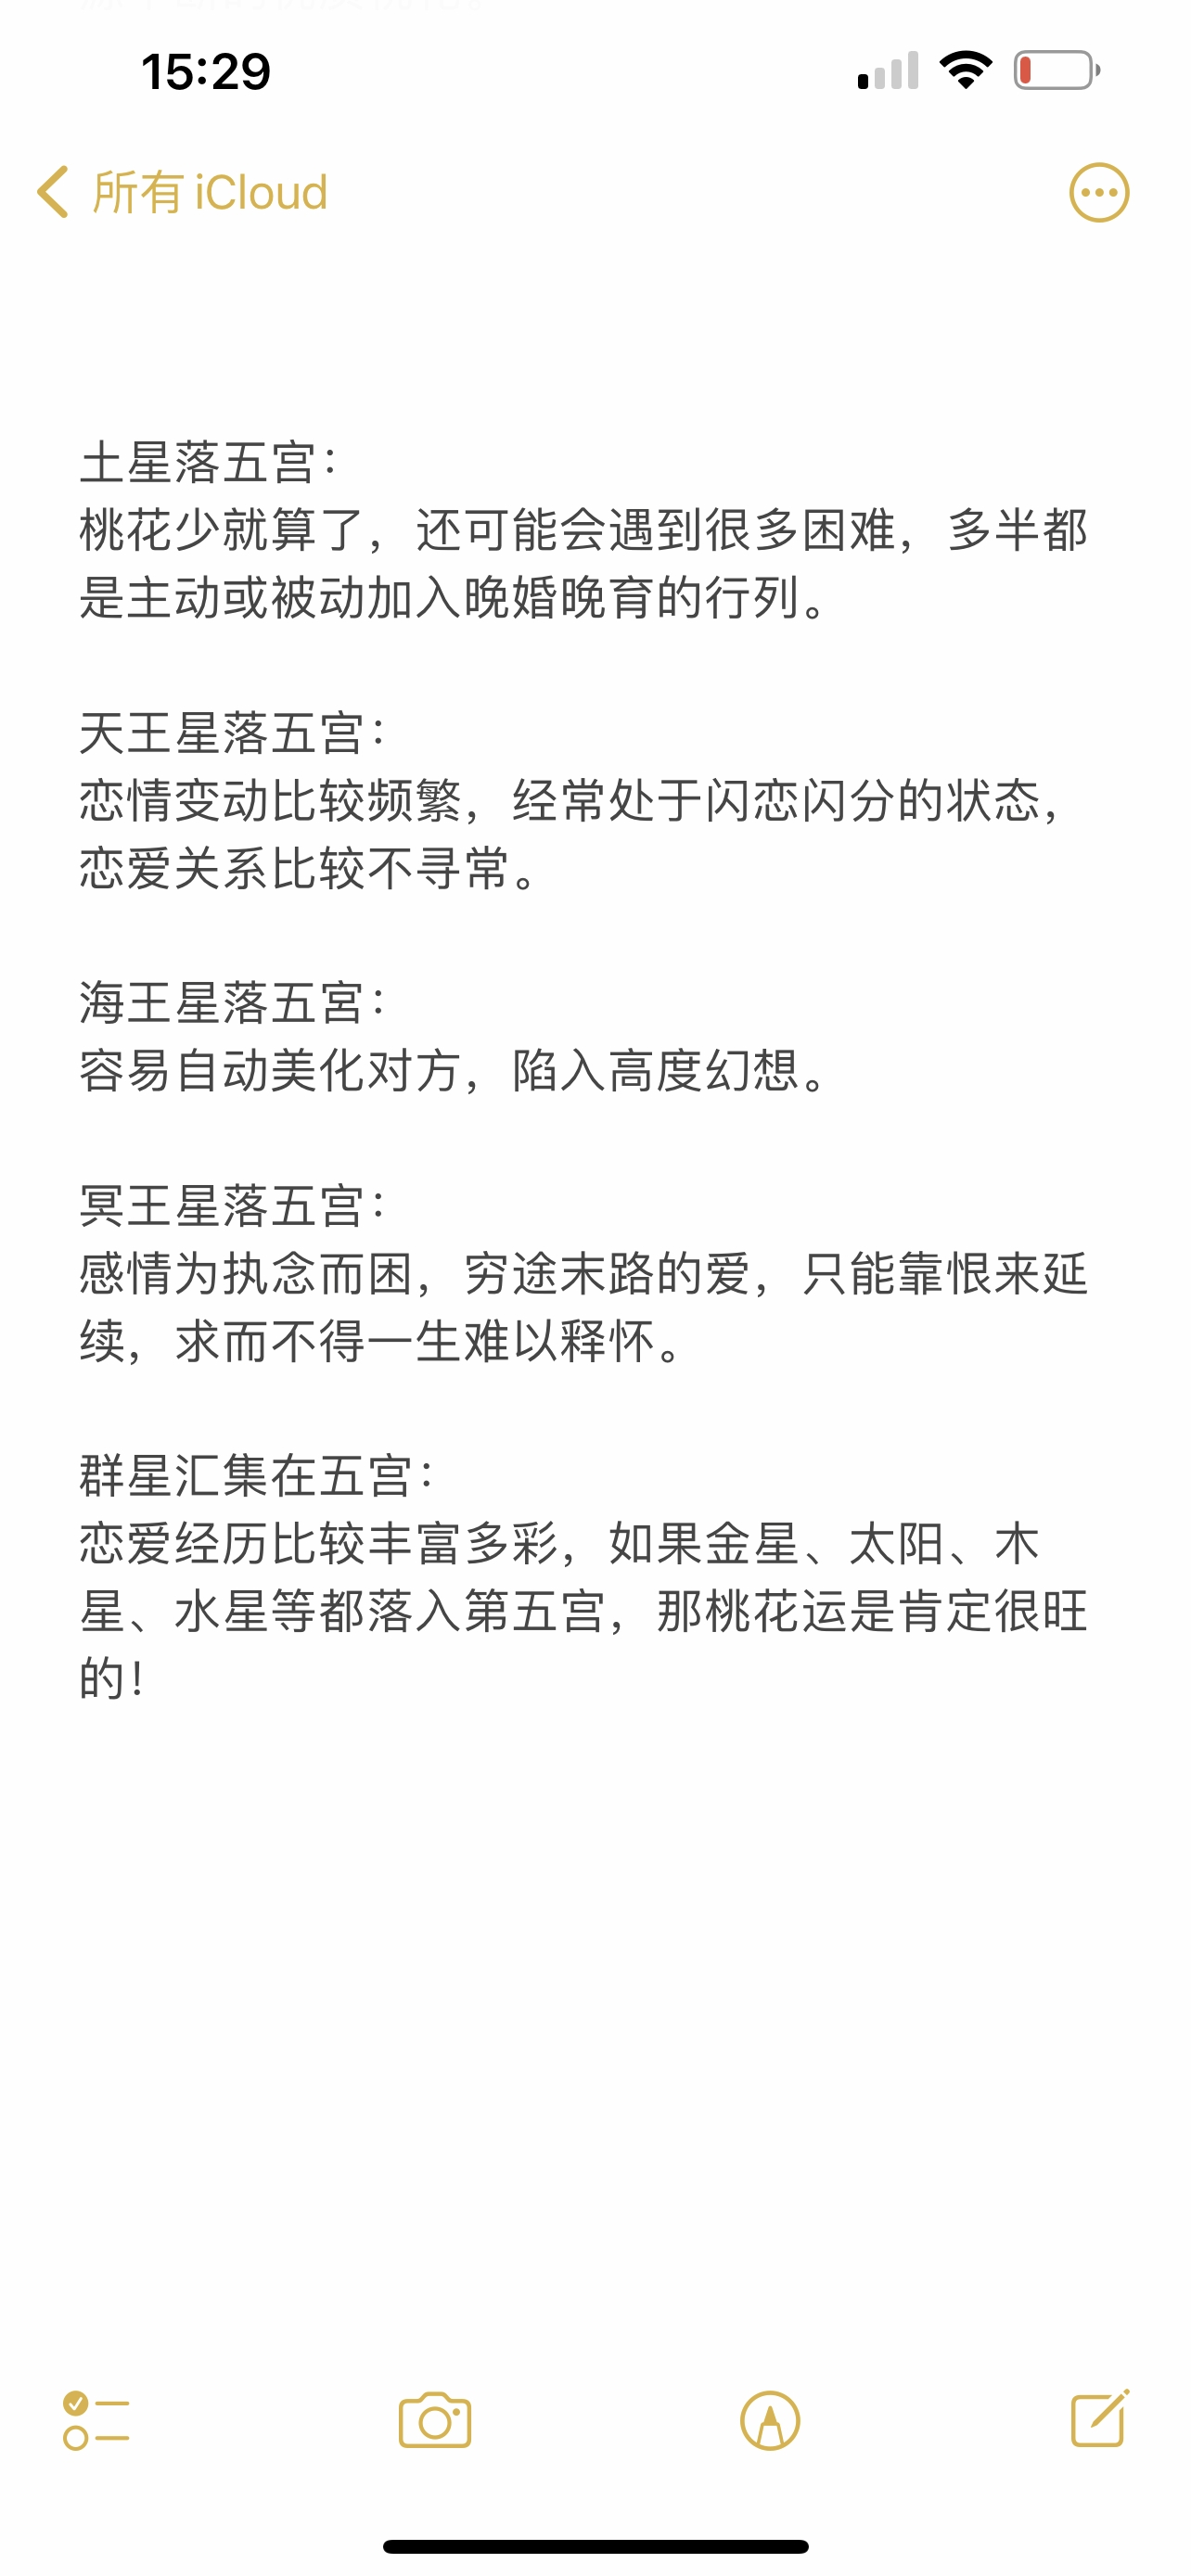 15:29
所有 iCloud
土星落五宫：
桃花少就算了，还可能会遇到很多困难，多半都
是主动或被动加入晚婚晚育的行列。
天王星落五宫：
恋情变动比较频繁，经常处于闪恋闪分的状态，
恋爱关系比较不寻常。
海王星落五宫：
容易自动美化对方，陷入高度幻想。
冥王星落五宫：
感情为执念而困，穷途末路的爱，只能靠恨来延
续，求而不得一生难以释怀。
群星汇集在五宫：
恋爱经历比较丰富多彩，如果金星、太阳、木
星、水星等都落入第五宫，那桃花运是肯定很旺
的！